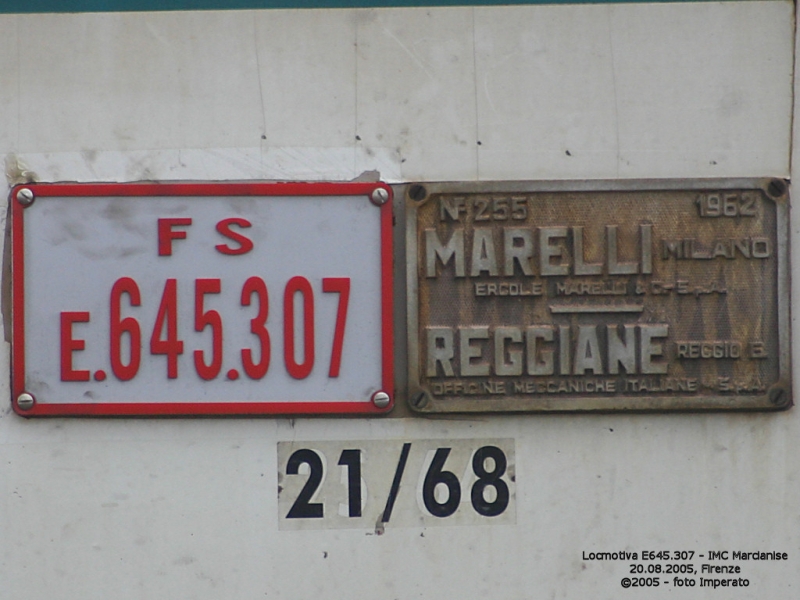 FS
E.645.307
Nº 255 1962
MARELLI MILANO
ERCOLE MARELLI & C. S.p.A.
REGGIANE REGGIO E.
OFFICINE MECCANICHE ITALIANE S.p.A.
21/68
Locmotiva E645.307 - IMC Marcianise
20.08.2005, Firenze
©2005 - foto Imperato